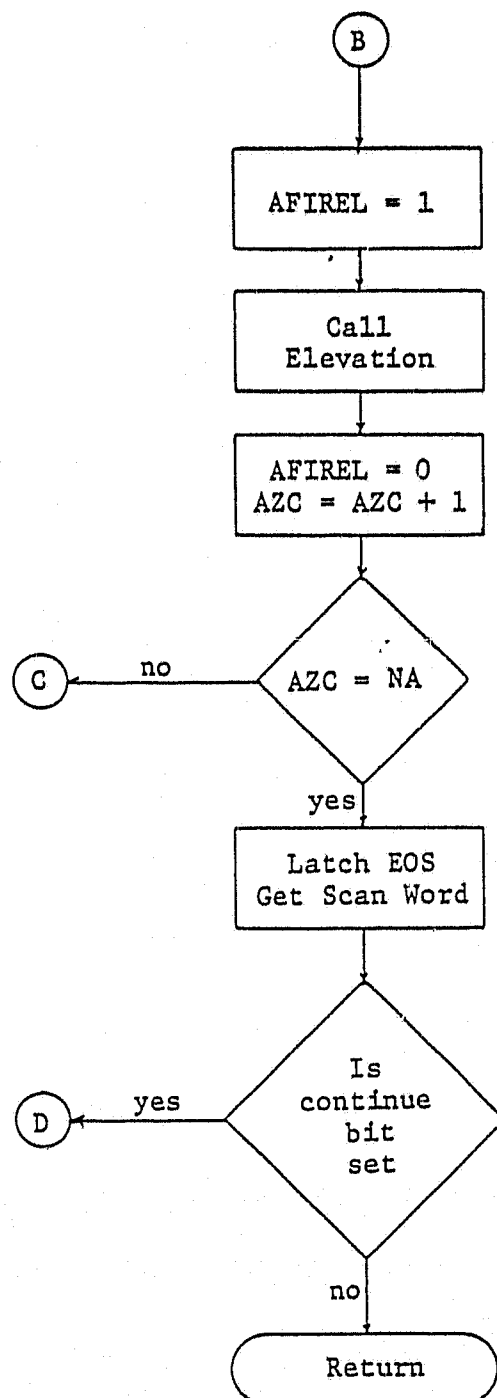 B
AFIREL = 1
Call
Elevation
AFIREL = 0
AZC = AZC + 1
AZC = NA
no
C
yes
Latch EOS
Get Scan Word
Is
continue
bit
set
yes
D
no
Return